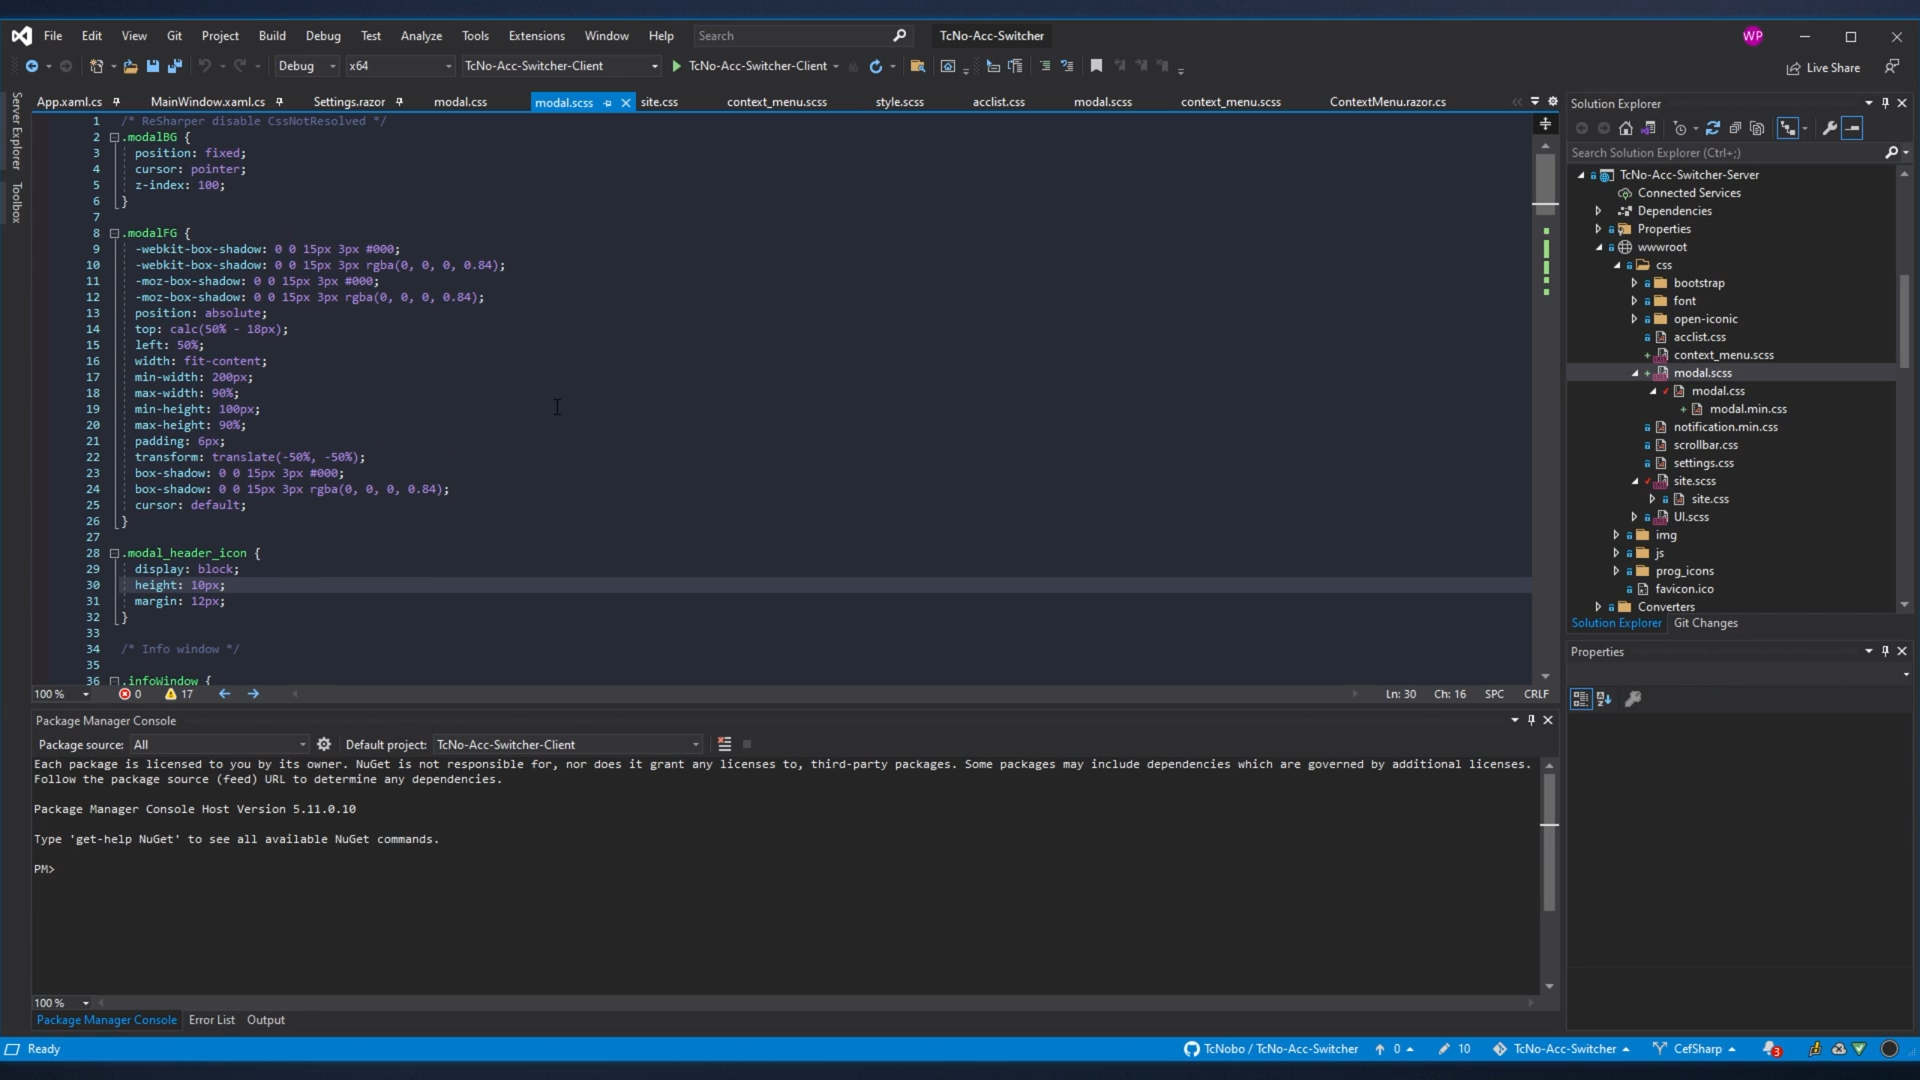 File Edit View Git Project Build Debug Test Analyze Tools Extensions Window Help Search TcNo-Acc-Switcher WP
Debug x64 TcNo-Acc-Switcher-Client TcNo-Acc-Switcher-Client Live Share
Server Explorer
Toolbox
App.xaml.cs MainWindow.xaml.cs Settings.razor modal.css modal.scss site.css context_menu.scss style.scss acclist.css modal.scss context_menu.scss ContextMenu.razor.cs
1 /* ReSharper disable CssNotResolved */
2 .modalBG {
3 position: fixed;
4 cursor: pointer;
5 z-index: 100;
6 }
7
8 .modalFG {
9 -webkit-box-shadow: 0 0 15px 3px #000;
10 -webkit-box-shadow: 0 0 15px 3px rgba(0, 0, 0, 0.84);
11 -moz-box-shadow: 0 0 15px 3px #000;
12 -moz-box-shadow: 0 0 15px 3px rgba(0, 0, 0, 0.84);
13 position: absolute;
14 top: calc(50% - 18px);
15 left: 50%;
16 width: fit-content;
17 min-width: 200px;
18 max-width: 90%;
19 min-height: 100px;
20 max-height: 90%;
21 padding: 6px;
22 transform: translate(-50%, -50%);
23 box-shadow: 0 0 15px 3px #000;
24 box-shadow: 0 0 15px 3px rgba(0, 0, 0, 0.84);
25 cursor: default;
26 }
27
28 .modal_header_icon {
29 display: block;
30 height: 10px;
31 margin: 12px;
32 }
33
34 /* Info window */
35
36 .infoWindow {
100 % 0 17 Ln: 30 Ch: 16 SPC CRLF
Package Manager Console
Package source: All Default project: TcNo-Acc-Switcher-Client
Each package is licensed to you by its owner. NuGet is not responsible for, nor does it grant any licenses to, third-party packages. Some packages may include dependencies which are governed by additional licenses.
Follow the package source (feed) URL to determine any dependencies.
Package Manager Console Host Version 5.11.0.10
Type 'get-help NuGet' to see all available NuGet commands.
PM>
100 %
Package Manager Console Error List Output
Solution Explorer
Search Solution Explorer (Ctrl+;)
TcNo-Acc-Switcher-Server
Connected Services
Dependencies
Properties
wwwroot
css
bootstrap
font
open-iconic
acclist.css
context_menu.scss
modal.scss
modal.css
modal.min.css
notification.min.css
scrollbar.css
settings.css
site.scss
site.css
UI.scss
img
js
prog_icons
favicon.ico
Converters
Solution Explorer Git Changes
Properties
Ready TcNobo / TcNo-Acc-Switcher 0 10 TcNo-Acc-Switcher CefSharp 3